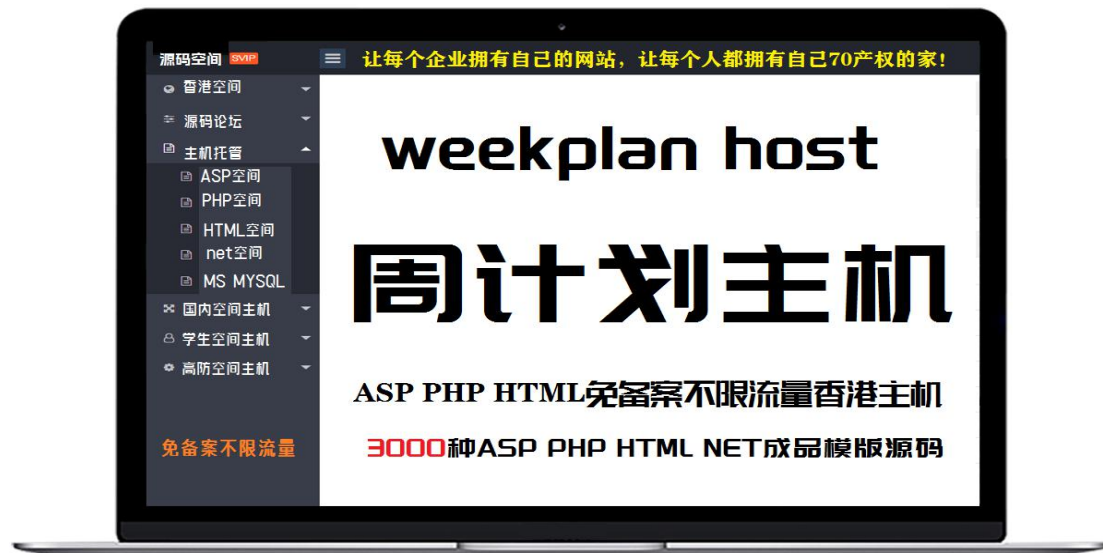 源码空间 SVIP
让每个企业拥有自己的网站，让每个人都拥有自己70产权的家!
香港空间
源码论坛
主机托管
ASP空间
PHP空间
HTML空间
net空间
MS MYSQL
国内空间主机
学生空间主机
高防空间主机
免备案不限流量
weekplan host
周计划主机
ASP PHP HTML免备案不限流量香港主机
3000种ASP PHP HTML NET成品模版源码